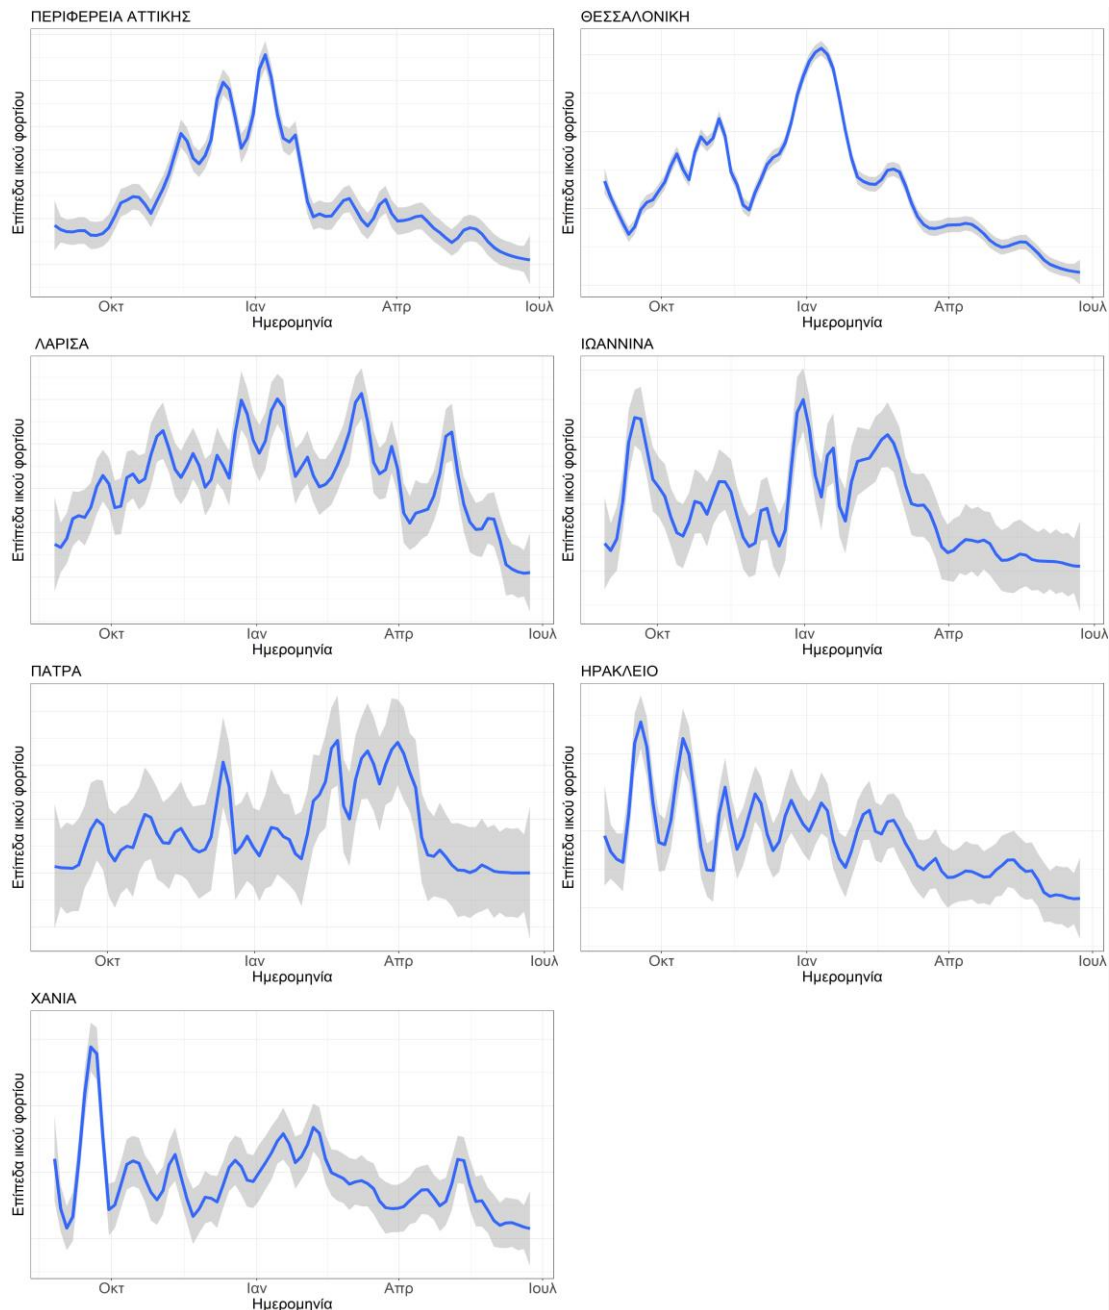 ΠΕΡΙΦΕΡΕΙΑ ΑΤΤΙΚΗΣ
Επίπεδα ιικού φορτίου
Οκτ Ιαν Απρ Ιουλ
Ημερομηνία
ΘΕΣΣΑΛΟΝΙΚΗ
Επίπεδα ιικού φορτίου
Οκτ Ιαν Απρ Ιουλ
Ημερομηνία
ΛΑΡΙΣΑ
Επίπεδα ιικού φορτίου
Οκτ Ιαν Απρ Ιουλ
Ημερομηνία
ΙΩΑΝΝΙΝΑ
Επίπεδα ιικού φορτίου
Οκτ Ιαν Απρ Ιουλ
Ημερομηνία
ΠΑΤΡΑ
Επίπεδα ιικού φορτίου
Οκτ Ιαν Απρ Ιουλ
Ημερομηνία
ΗΡΑΚΛΕΙΟ
Επίπεδα ιικού φορτίου
Οκτ Ιαν Απρ Ιουλ
Ημερομηνία
ΧΑΝΙΑ
Επίπεδα ιικού φορτίου
Οκτ Ιαν Απρ Ιουλ
Ημερομηνία